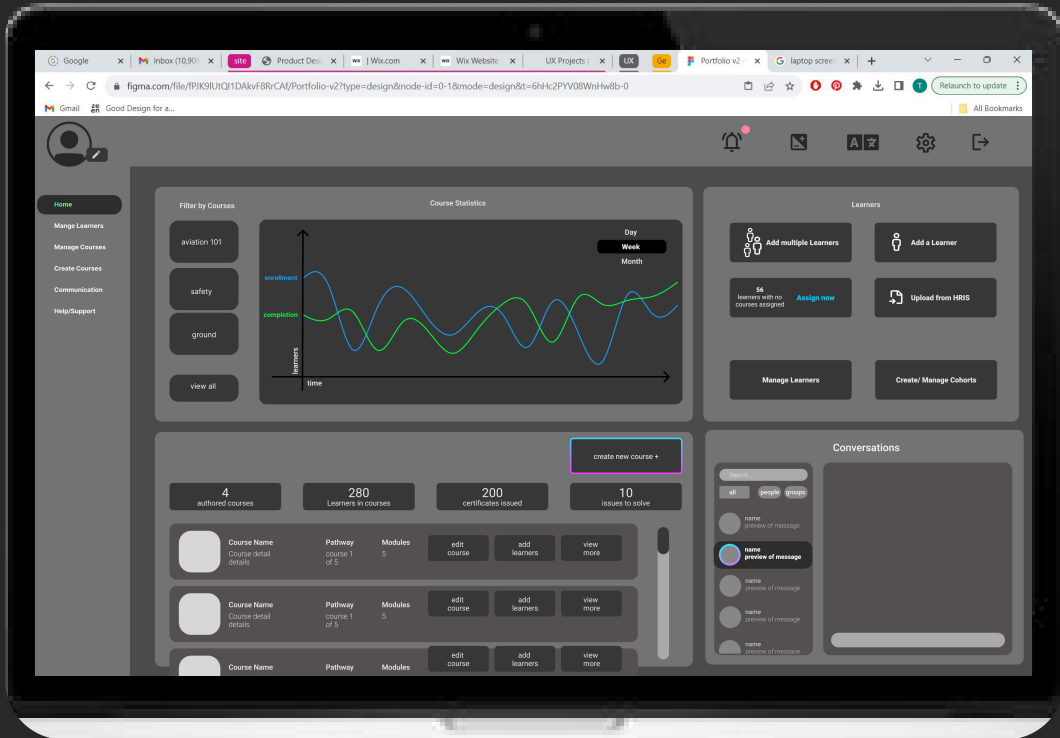 Google
Inbox (10,90
site
Product Desi
WIX | Wix.com
WIX Wix Website
UX Projects |
UX
Ge
Portfolio v2 –
laptop screen
figma.com/file/fPJK9lUtQJ1DAkvF8RrCAf/Portfolio-v2?type=design&node-id=0-1&mode=design&t=6hHc2PYV08WnHw8b-0
T
Relaunch to update
Gmail
Good Design for a...
All Bookmarks
Home
Mange Learners
Manage Courses
Create Courses
Communication
Help/Support
Filter by Courses
aviation 101
safety
ground
view all
Course Statistics
Day
Week
Month
enrollment
completion
learners
time
Learners
Add multiple Learners
Add a Learner
56
learners with no
courses assigned
Assign now
Upload from HRIS
Manage Learners
Create/ Manage Cohorts
create new course +
4
authored courses
280
Learners in courses
200
certificates issued
10
issues to solve
Course Name
Course detail
details
Pathway
course 1
of 5
Modules
5
edit
course
add
learners
view
more
Course Name
Course detail
details
Pathway
course 1
of 5
Modules
5
edit
course
add
learners
view
more
Course Name
Pathway
Modules
edit
course
add
learners
view
more
Conversations
Search...
all
people
groups
name
preview of message
name
preview of message
name
preview of message
name
preview of message
name
preview of message